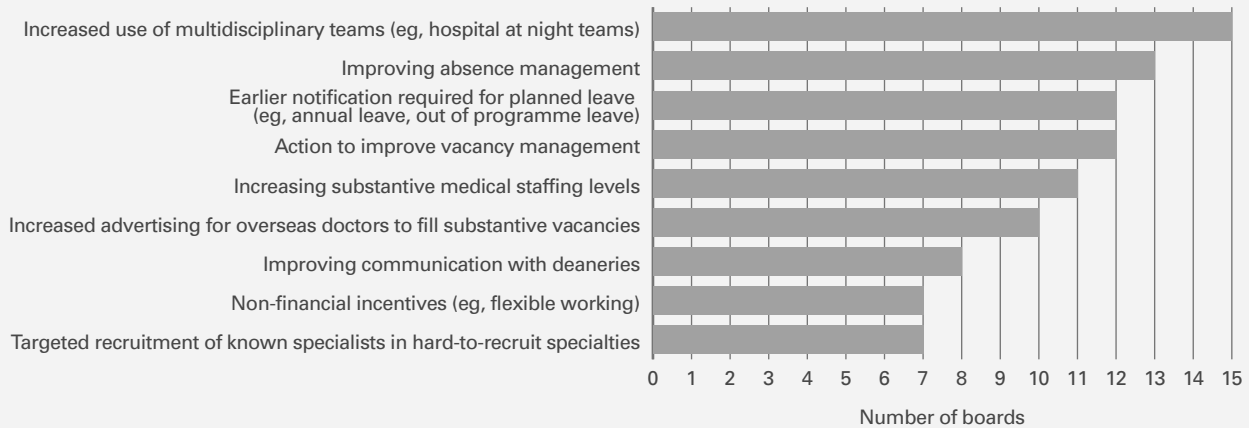 Increased use of multidisciplinary teams (eg, hospital at night teams)
Improving absence management
Earlier notification required for planned leave
(eg, annual leave, out of programme leave)
Action to improve vacancy management
Increasing substantive medical staffing levels
Increased advertising for overseas doctors to fill substantive vacancies
Improving communication with deaneries
Non-financial incentives (eg, flexible working)
Targeted recruitment of known specialists in hard-to-recruit specialties
0 1 2 3 4 5 6 7 8 9 10 11 12 13 14 15
Number of boards